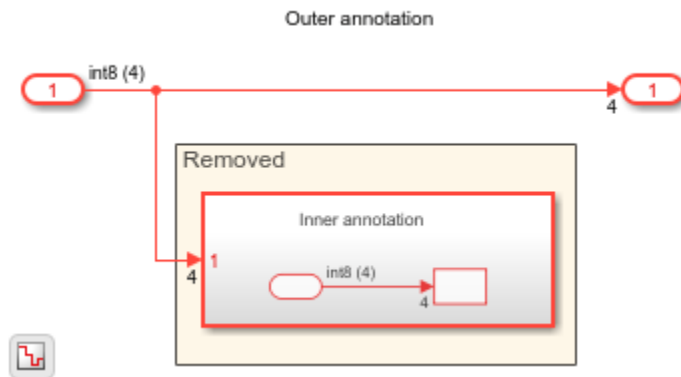 Outer annotation
int8 (4)
1
1
4
Removed
Inner annotation
1
4
int8 (4)
4